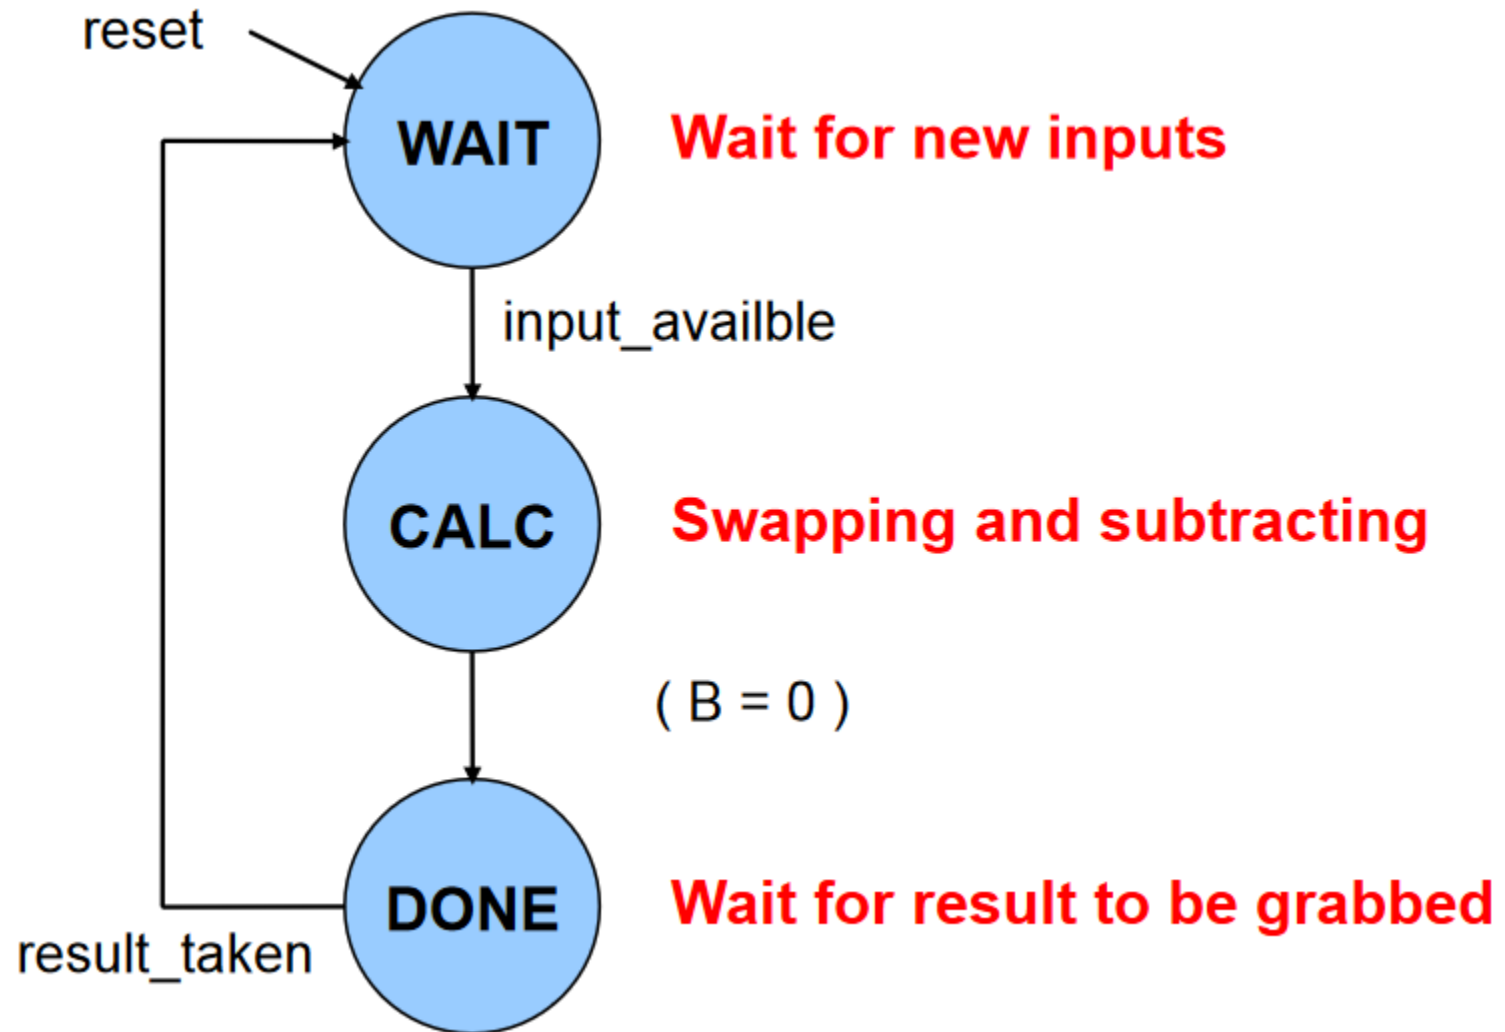 reset
WAIT
Wait for new inputs
input_availble
CALC
Swapping and subtracting
( B = 0 )
DONE
Wait for result to be grabbed
result_taken